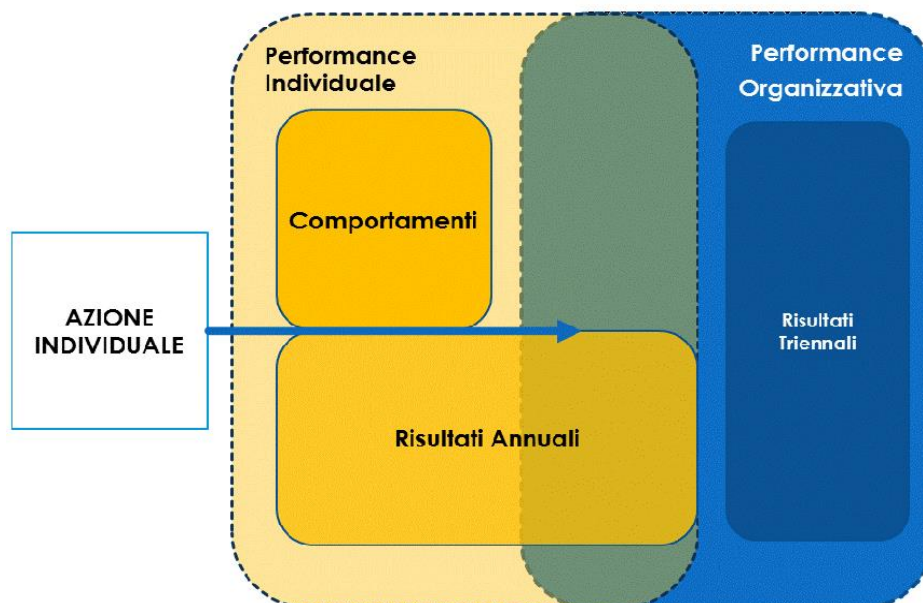 Performance
Individuale
Performance
Organizzativa
Comportamenti
AZIONE
INDIVIDUALE
Risultati
Triennali
Risultati Annuali